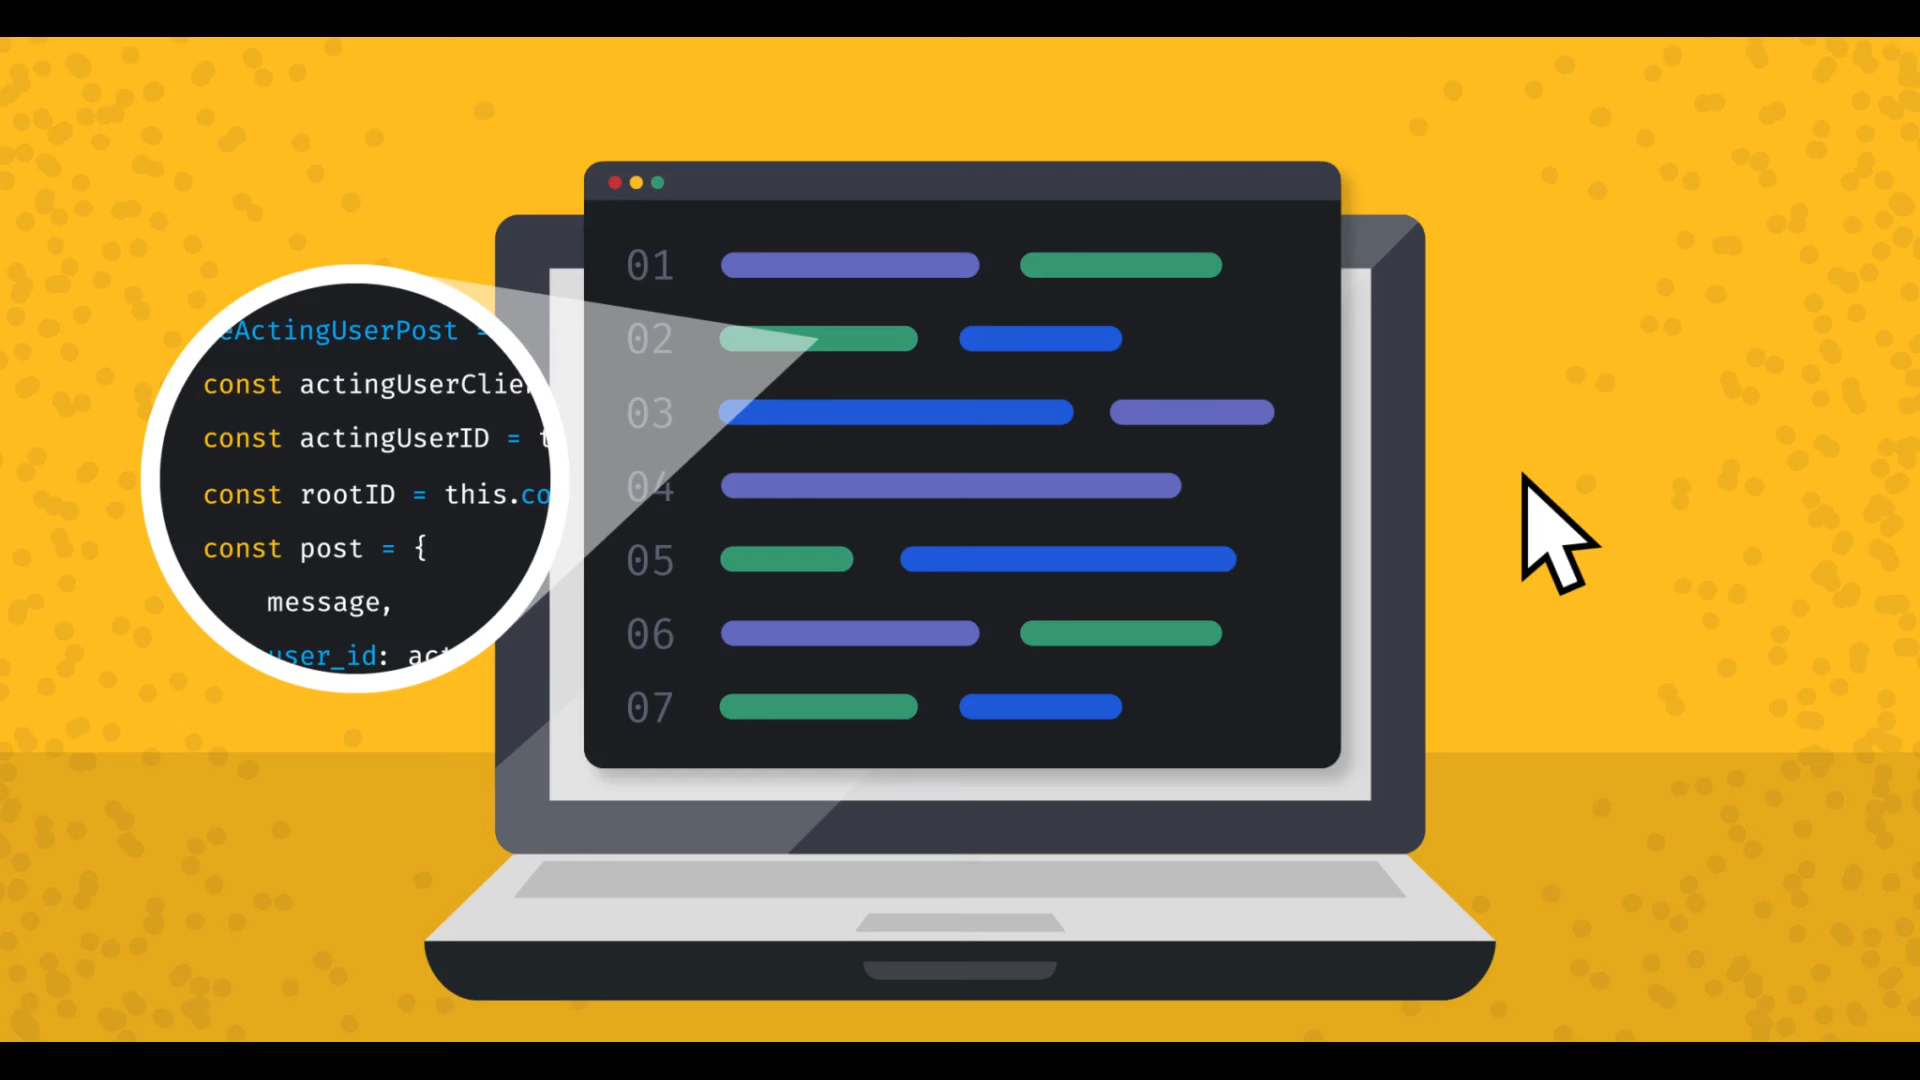 eActingUserPost =
const actingUserClie
const actingUserID = t
const rootID = this.co
const post = {
message,
user_id: act
01
02
03
04
05
06
07